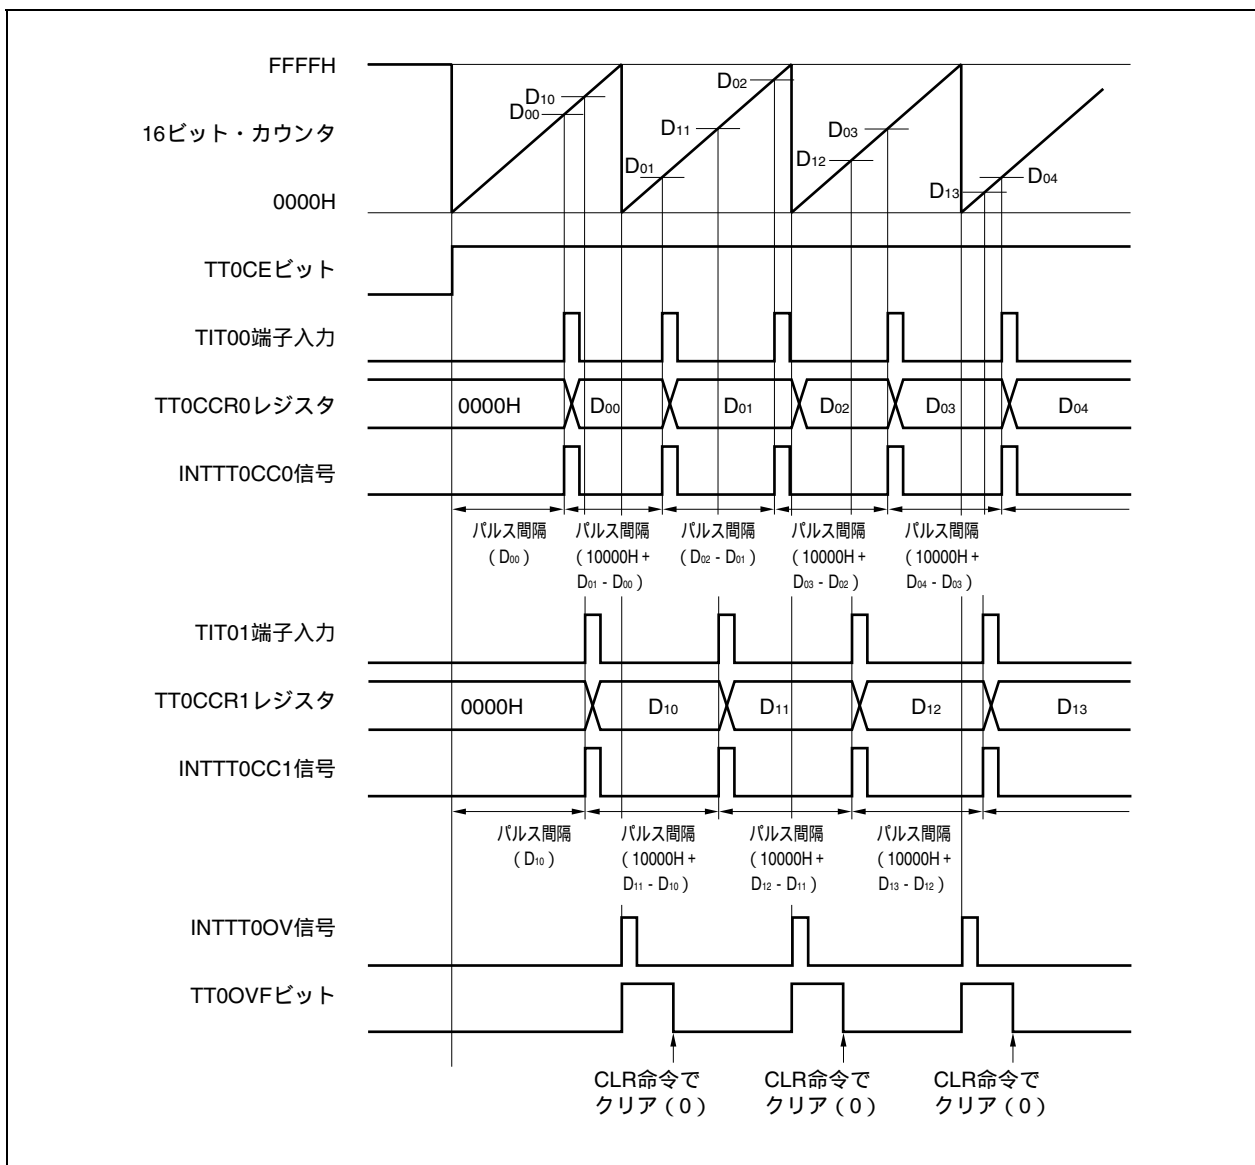 FFFFH
D10
D00
D02
16ビット・カウンタ
D11
D03
D12
D01
D04
D13
0000H
TT0CEビット
TIT00端子入力
TT0CCR0レジスタ
0000H
D00
D01
D02
D03
D04
INTTT0CC0信号
パルス間隔
（D00）
パルス間隔
（10000H +
D01 - D00）
パルス間隔
（D02 - D01）
パルス間隔
（10000H +
D03 - D02）
パルス間隔
（10000H +
D04 - D03）
TIT01端子入力
TT0CCR1レジスタ
0000H
D10
D11
D12
D13
INTTT0CC1信号
パルス間隔
（D10）
パルス間隔
（10000H +
D11 - D10）
パルス間隔
（10000H +
D12 - D11）
パルス間隔
（10000H +
D13 - D12）
INTTT0OV信号
TT0OVFビット
CLR命令で
クリア（0）
CLR命令で
クリア（0）
CLR命令で
クリア（0）